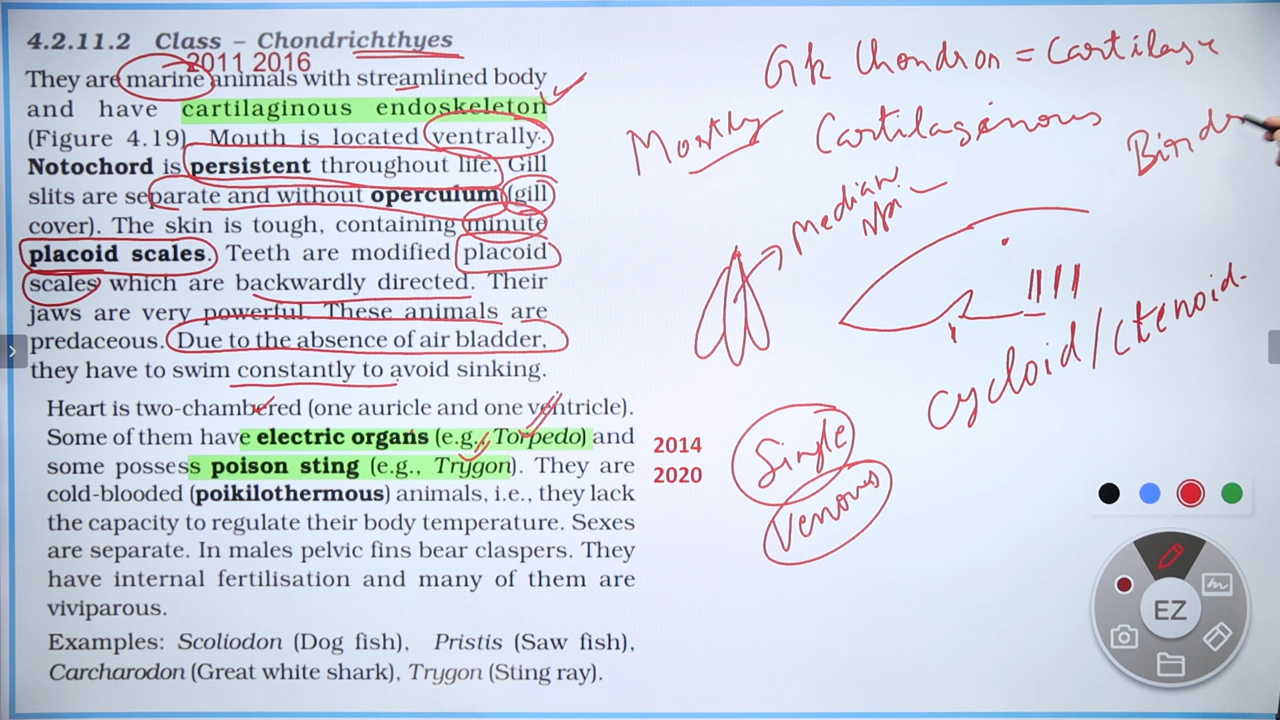 4.2.11.2 Class – Chondrichthyes
2011 2016
They are marine animals with streamlined body
and have cartilaginous endoskeleton
(Figure 4.19). Mouth is located ventrally.
Notochord is persistent throughout life. Gill
slits are separate and without operculum (gill
cover). The skin is tough, containing minute
placoid scales. Teeth are modified placoid
scales which are backwardly directed. Their
jaws are very powerful. These animals are
predaceous. Due to the absence of air bladder,
they have to swim constantly to avoid sinking.
Heart is two-chambered (one auricle and one ventricle).
Some of them have electric organs (e.g., Torpedo) and
some possess poison sting (e.g., Trygon). They are
cold-blooded (poikilothermous) animals, i.e., they lack
the capacity to regulate their body temperature. Sexes
are separate. In males pelvic fins bear claspers. They
have internal fertilisation and many of them are
viviparous.
Examples: Scoliodon (Dog fish), Pristis (Saw fish),
Carcharodon (Great white shark), Trygon (Sting ray).
2014
2020
Gk Chondron = Cartilage
Mostly Cartilagenous
Median
cycloid/ctenoid
Single
Venous
EZ